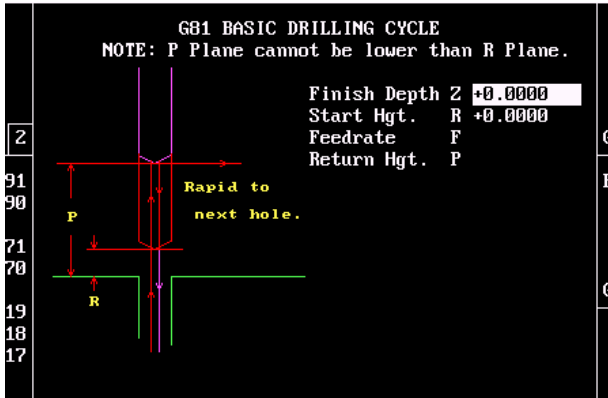 G81 BASIC DRILLING CYCLE
NOTE: P Plane cannot be lower than R Plane.
Finish Depth Z +0.0000
Start Hgt. R +0.0000
Feedrate F
Return Hgt. P
Rapid to
next hole.
P
R
2
91
90
71
70
19
18
17